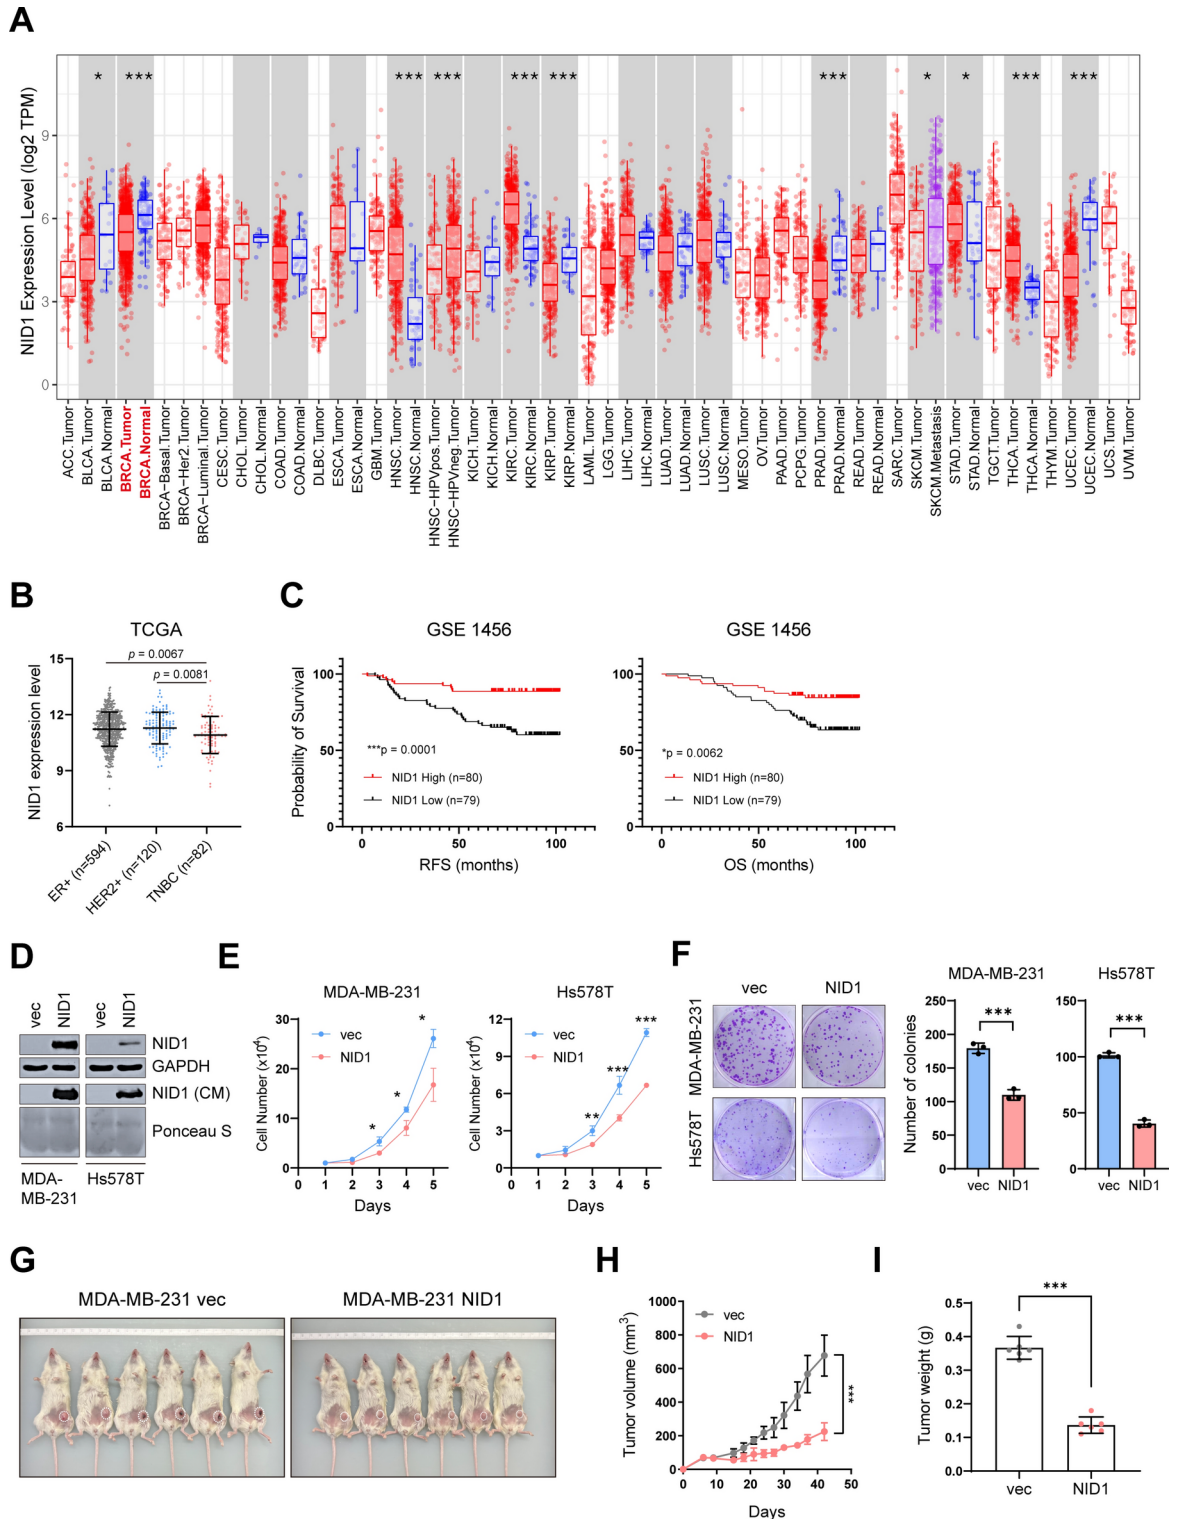 A
NID1 Expression Level (log2 TPM)
9
6
3
0
* *** *** *** *** *** *** * * *** ***
ACC.Tumor
BLCA.Tumor
BLCA.Normal
BRCA.Tumor
BRCA.Normal
BRCA-Basal.Tumor
BRCA-Her2.Tumor
BRCA-Luminal.Tumor
CESC.Tumor
CHOL.Tumor
CHOL.Normal
COAD.Tumor
COAD.Normal
DLBC.Tumor
ESCA.Tumor
ESCA.Normal
GBM.Tumor
HNSC.Tumor
HNSC.Normal
HNSC-HPVpos.Tumor
HNSC-HPVneg.Tumor
KICH.Tumor
KICH.Normal
KIRC.Tumor
KIRC.Normal
KIRP.Tumor
KIRP.Normal
LAML.Tumor
LGG.Tumor
LIHC.Tumor
LIHC.Normal
LUAD.Tumor
LUAD.Normal
LUSC.Tumor
LUSC.Normal
MESO.Tumor
OV.Tumor
PAAD.Tumor
PCPG.Tumor
PRAD.Tumor
PRAD.Normal
READ.Tumor
READ.Normal
SARC.Tumor
SKCM.Tumor
SKCM.Metastasis
STAD.Tumor
STAD.Normal
TGCT.Tumor
THCA.Tumor
THCA.Normal
THYM.Tumor
UCEC.Tumor
UCEC.Normal
UCS.Tumor
UVM.Tumor
B
TCGA
p = 0.0067
p = 0.0081
NID1 expression level
15
12
9
6
ER+ (n=594)
HER2+ (n=120)
TNBC (n=82)
C
GSE 1456
Probability of Survival
100
50
0
***p = 0.0001
NID1 High (n=80)
NID1 Low (n=79)
0 50 100
RFS (months)
GSE 1456
100
50
0
*p = 0.0062
NID1 High (n=80)
NID1 Low (n=79)
0 50 100
OS (months)
D
vec NID1 vec NID1
NID1
GAPDH
NID1 (CM)
Ponceau S
MDA-
MB-231
Hs578T
E
MDA-MB-231
Cell Number (x10⁴)
30
20
10
0
vec
NID1
* * *
0 1 2 3 4 5
Days
Hs578T
Cell Number (x10⁴)
12
9
6
3
0
vec
NID1
** *** ***
0 1 2 3 4 5
Days
F
vec NID1
MDA-MB-231
Hs578T
MDA-MB-231
Number of colonies
250
200
150
100
50
0
***
vec NID1
Hs578T
150
100
50
0
***
vec NID1
G
MDA-MB-231 vec
MDA-MB-231 NID1
H
Tumor volume (mm³)
1000
800
600
400
200
0
vec
NID1
***
0 10 20 30 40 50
Days
I
Tumor weight (g)
0.5
0.4
0.3
0.2
0.1
0.0
***
vec NID1